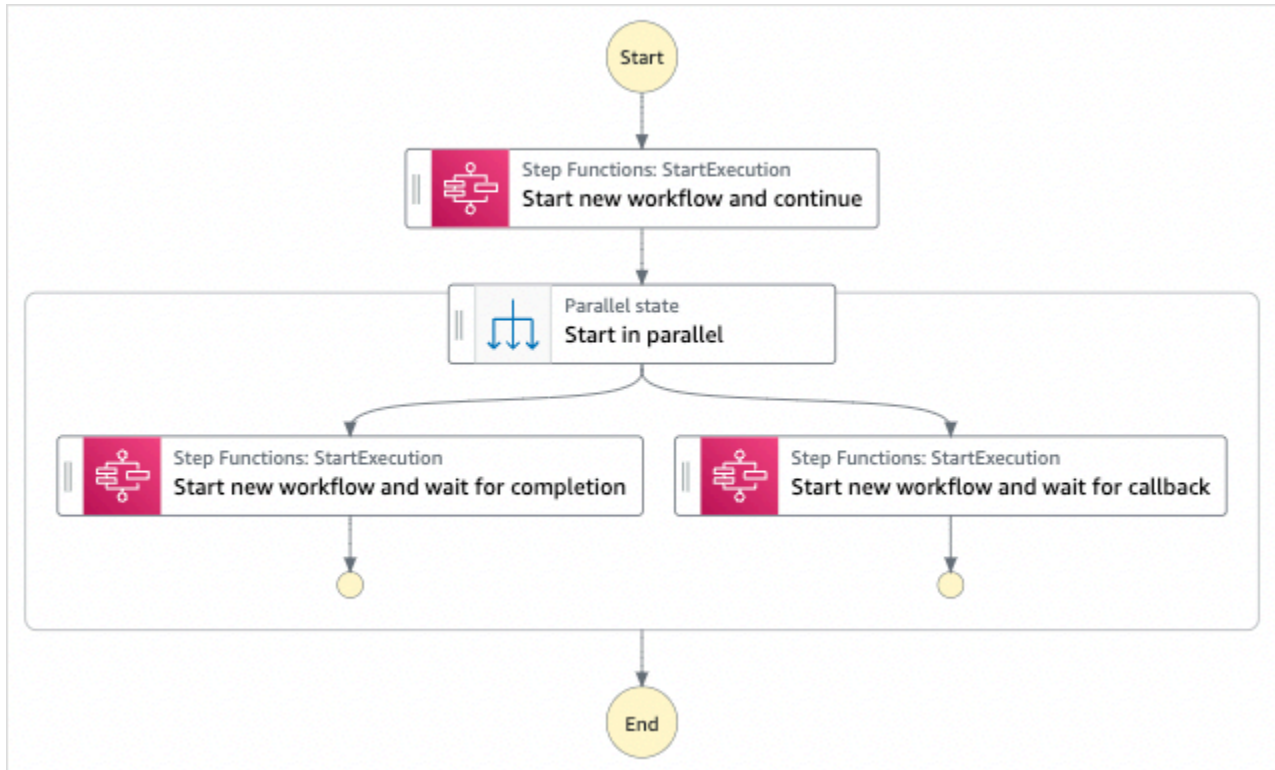 Start
Step Functions: StartExecution
Start new workflow and continue
Parallel state
Start in parallel
Step Functions: StartExecution
Start new workflow and wait for completion
Step Functions: StartExecution
Start new workflow and wait for callback
End